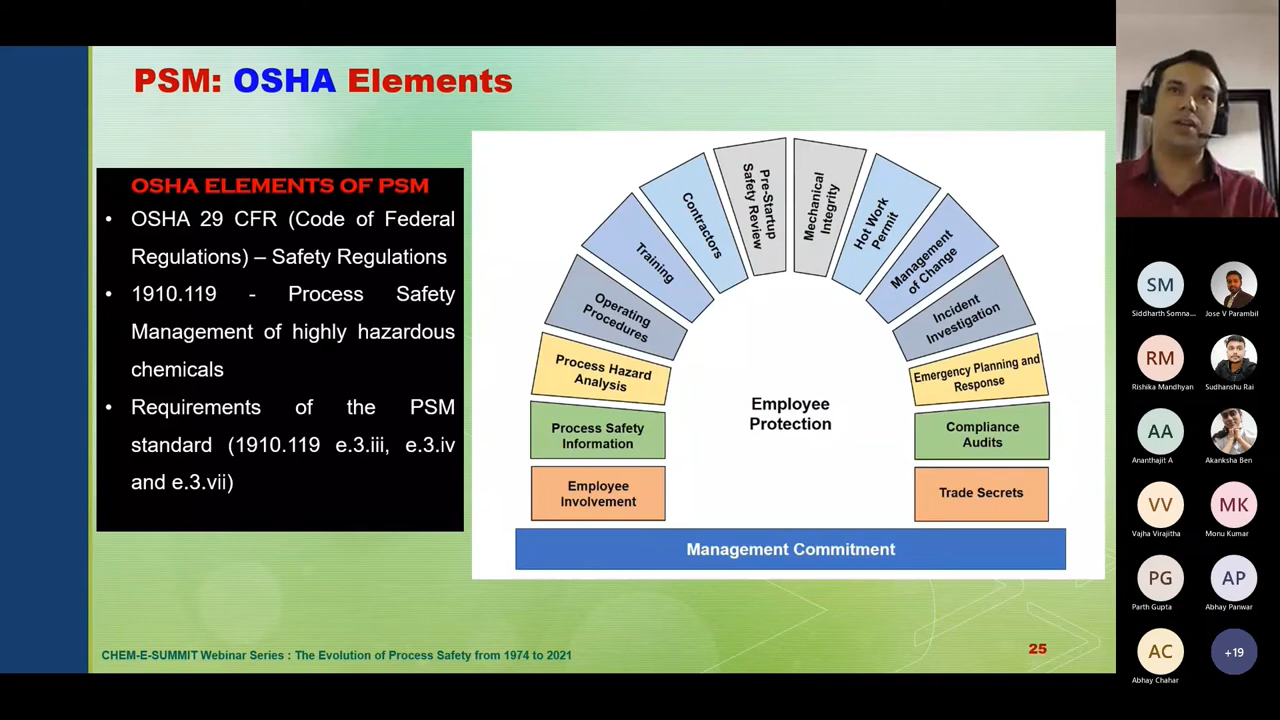 PSM: OSHA Elements
OSHA ELEMENTS OF PSM
• OSHA 29 CFR (Code of Federal
Regulations) – Safety Regulations
• 1910.119 - Process Safety
Management of highly hazardous
chemicals
• Requirements of the PSM
standard (1910.119 e.3.iii, e.3.iv
and e.3.vii)
Employee
Involvement
Process Safety
Information
Process Hazard
Analysis
Operating
Procedures
Training
Contractors
Pre-Startup
Safety Review
Mechanical
Integrity
Hot Work
Permit
Management
of Change
Incident
Investigation
Emergency Planning and
Response
Compliance
Audits
Trade Secrets
Employee
Protection
Management Commitment
CHEM-E-SUMMIT Webinar Series : The Evolution of Process Safety from 1974 to 2021
25
SM
Siddharth Somna...
Jose V Parambil
RM
Rishika Mandhyan
Sudhanshu Rai
AA
Ananthajit A
Akanksha Ben
VV
Vajha Virajitha
MK
Monu Kumar
PG
Parth Gupta
AP
Abhay Panwar
AC
Abhay Chahar
+19